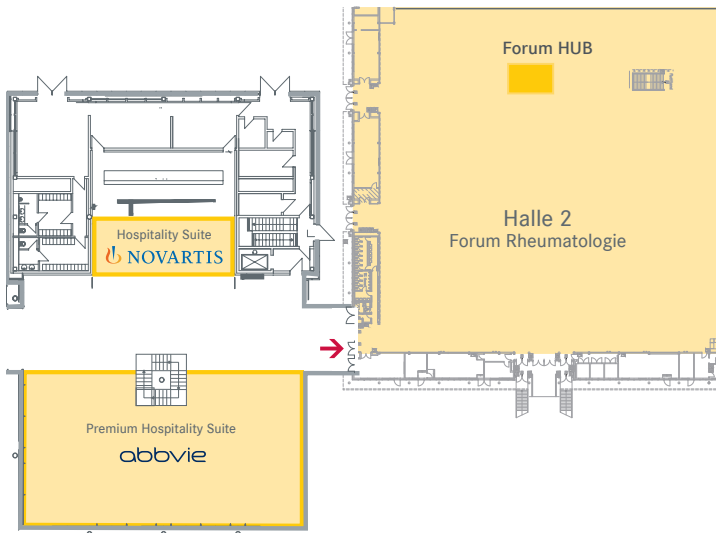 Forum HUB
Halle 2
Forum Rheumatologie
Hospitality Suite
NOVARTIS
Premium Hospitality Suite
abbvie